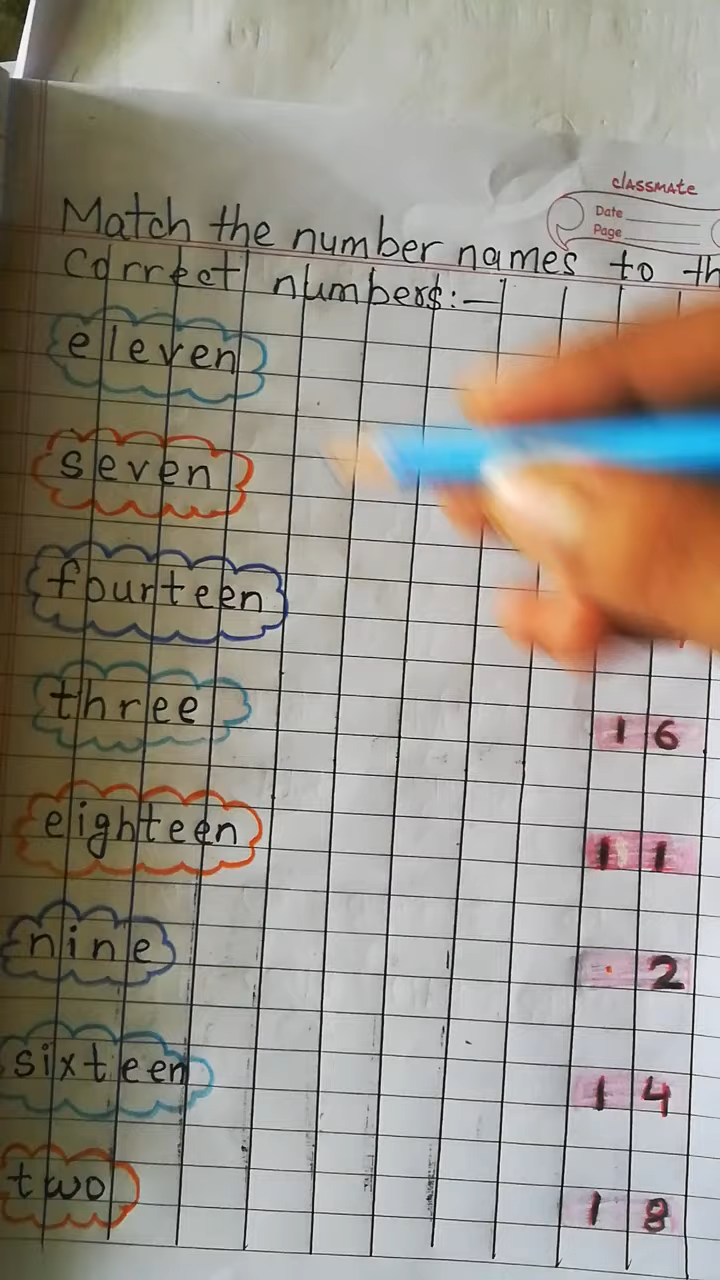 classmate
Date
Page
Match the number names to th
Correct numbers:-
eleven
seven
fourteen
three
16
eighteen
11
nine
2
sixteen
14
two
18